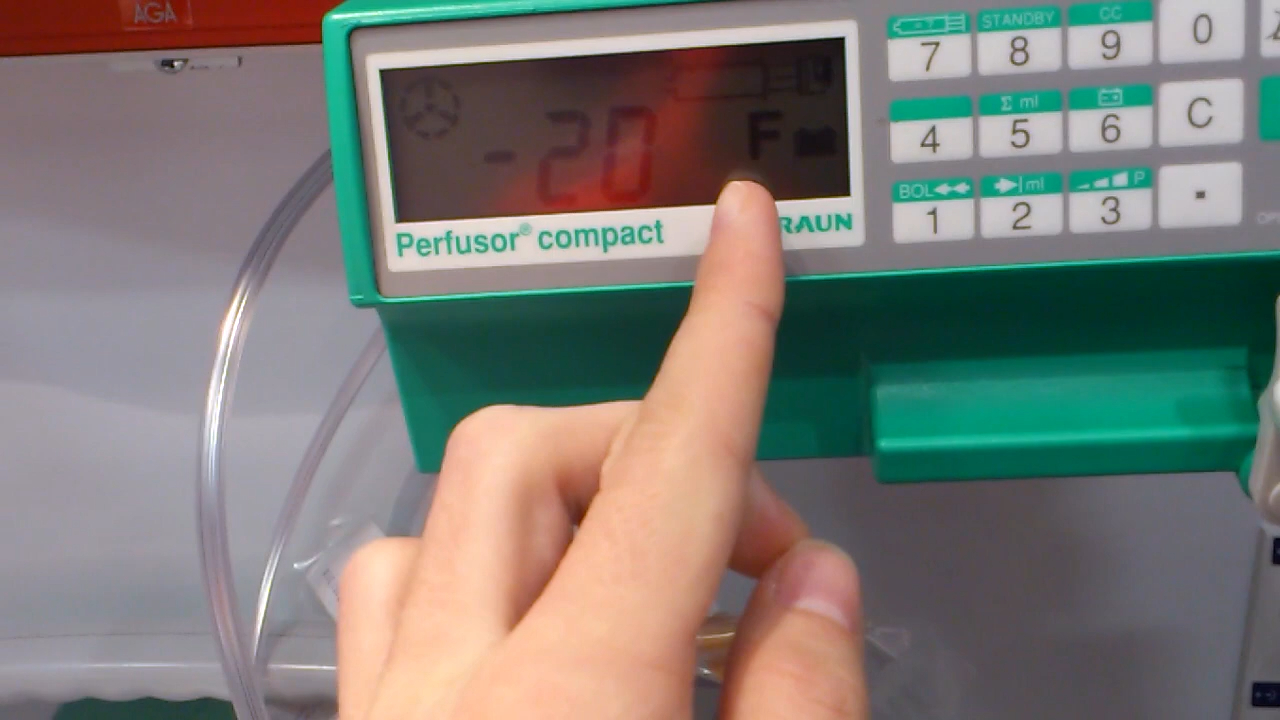 AGA
-20 F
Perfusor® compact
RAUN
7
STANDBY
8
CC
9
0
4
Σ ml
5
6
C
BOL
1
ml
2
P
3
.